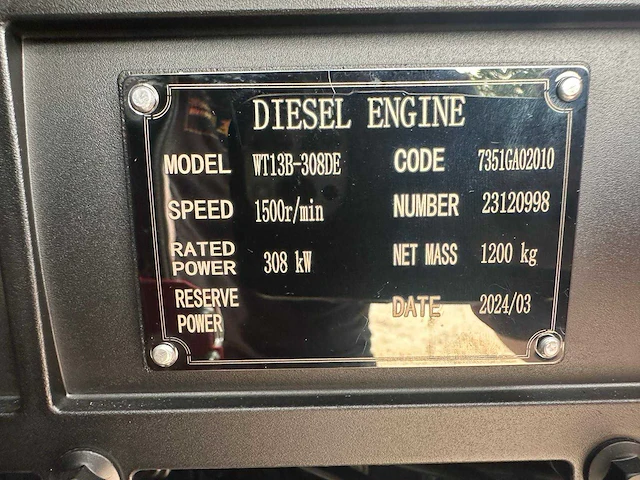 DIESEL ENGINE
MODEL WT13B-308DE CODE 7351GA02010
SPEED 1500r/min NUMBER 23120998
RATED POWER 308 kW NET MASS 1200 kg
RESERVE POWER DATE 2024/03